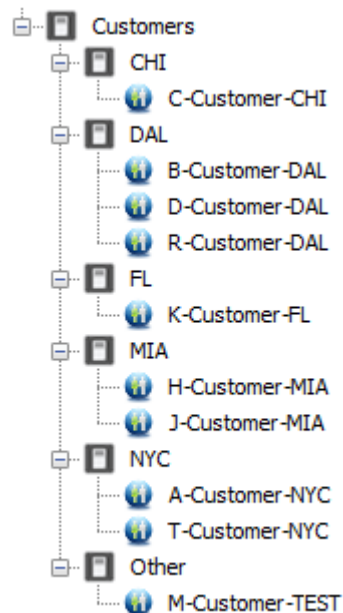 Customers
CHI
C-Customer-CHI
DAL
B-Customer-DAL
D-Customer-DAL
R-Customer-DAL
FL
K-Customer-FL
MIA
H-Customer-MIA
J-Customer-MIA
NYC
A-Customer-NYC
T-Customer-NYC
Other
M-Customer-TEST